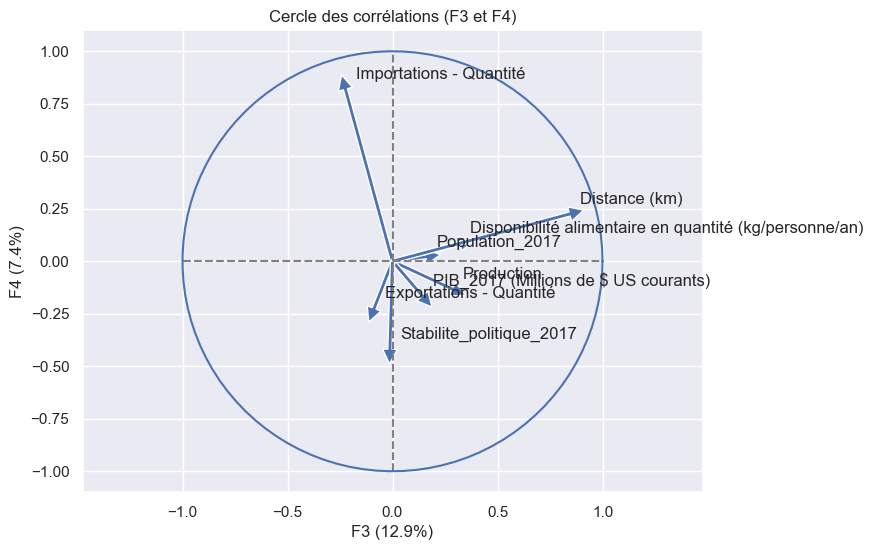 Cercle des corrélations (F3 et F4)
1.00
0.75
0.50
0.25
0.00
−0.25
−0.50
−0.75
−1.00
F4 (7.4%)
Importations - Quantité
Distance (km)
Disponibilité alimentaire en quantité (kg/personne/an)
Population_2017
Production
PIB_2017 (Millions de $ US courants)
Exportations - Quantité
Stabilite_politique_2017
−1.0
−0.5
0.0
0.5
1.0
F3 (12.9%)